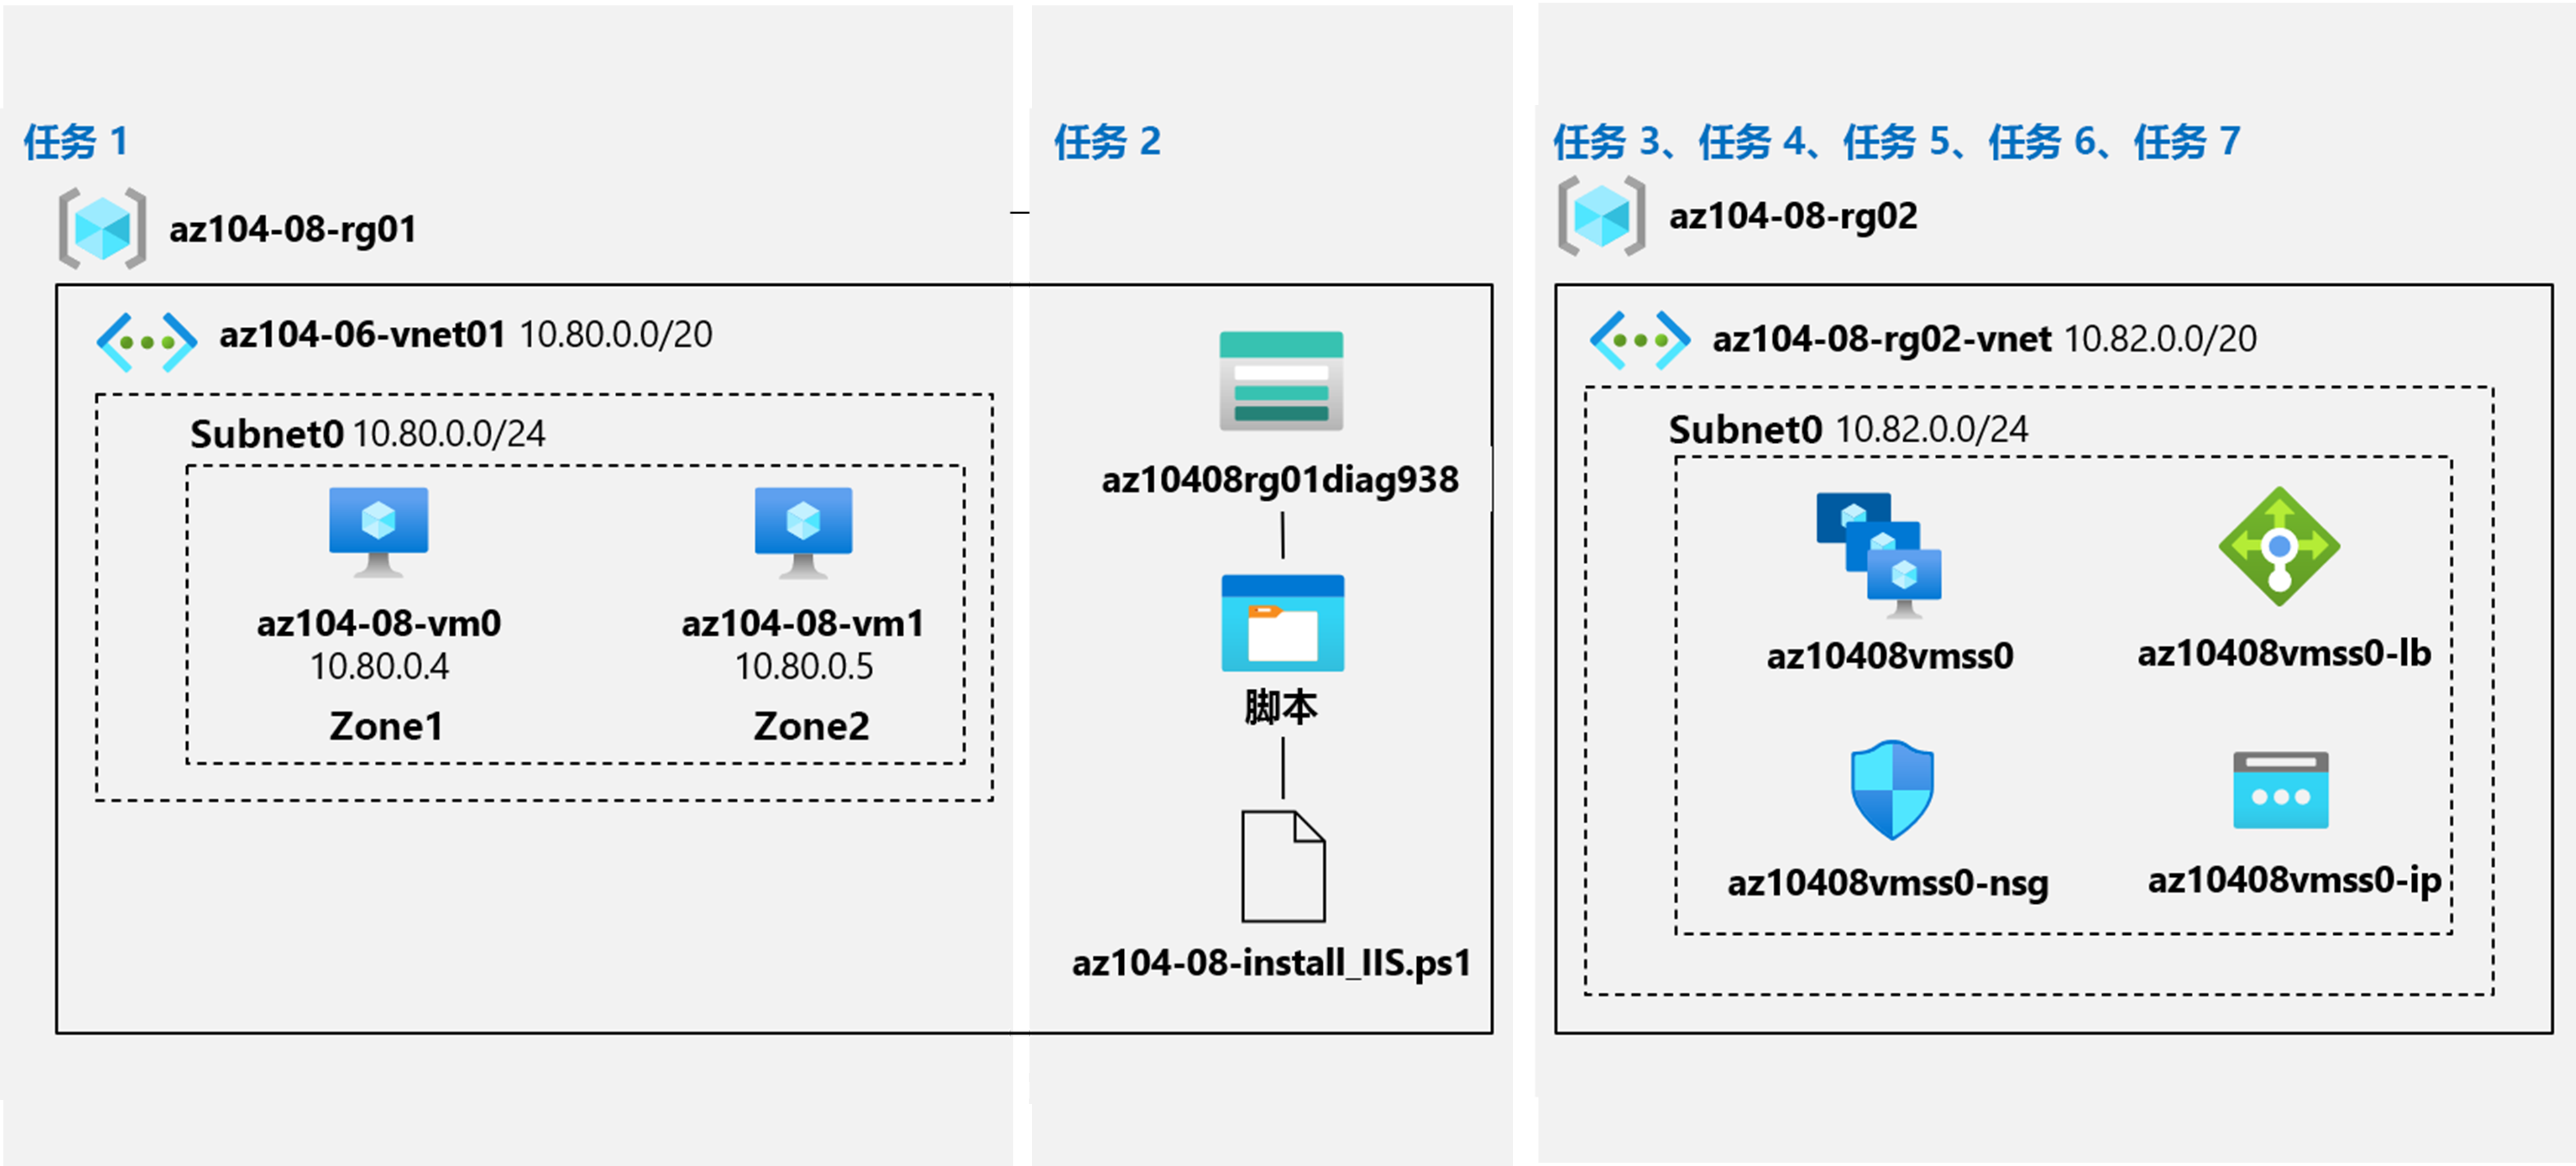 任务 1
az104-08-rg01
az104-06-vnet01 10.80.0.0/20
Subnet0 10.80.0.0/24
az104-08-vm0
10.80.0.4
Zone1
az104-08-vm1
10.80.0.5
Zone2
任务 2
az10408rg01diag938
脚本
az104-08-install_IIS.ps1
任务 3、任务 4、任务 5、任务 6、任务 7
az104-08-rg02
az104-08-rg02-vnet 10.82.0.0/20
Subnet0 10.82.0.0/24
az10408vmss0
az10408vmss0-lb
az10408vmss0-nsg
az10408vmss0-ip